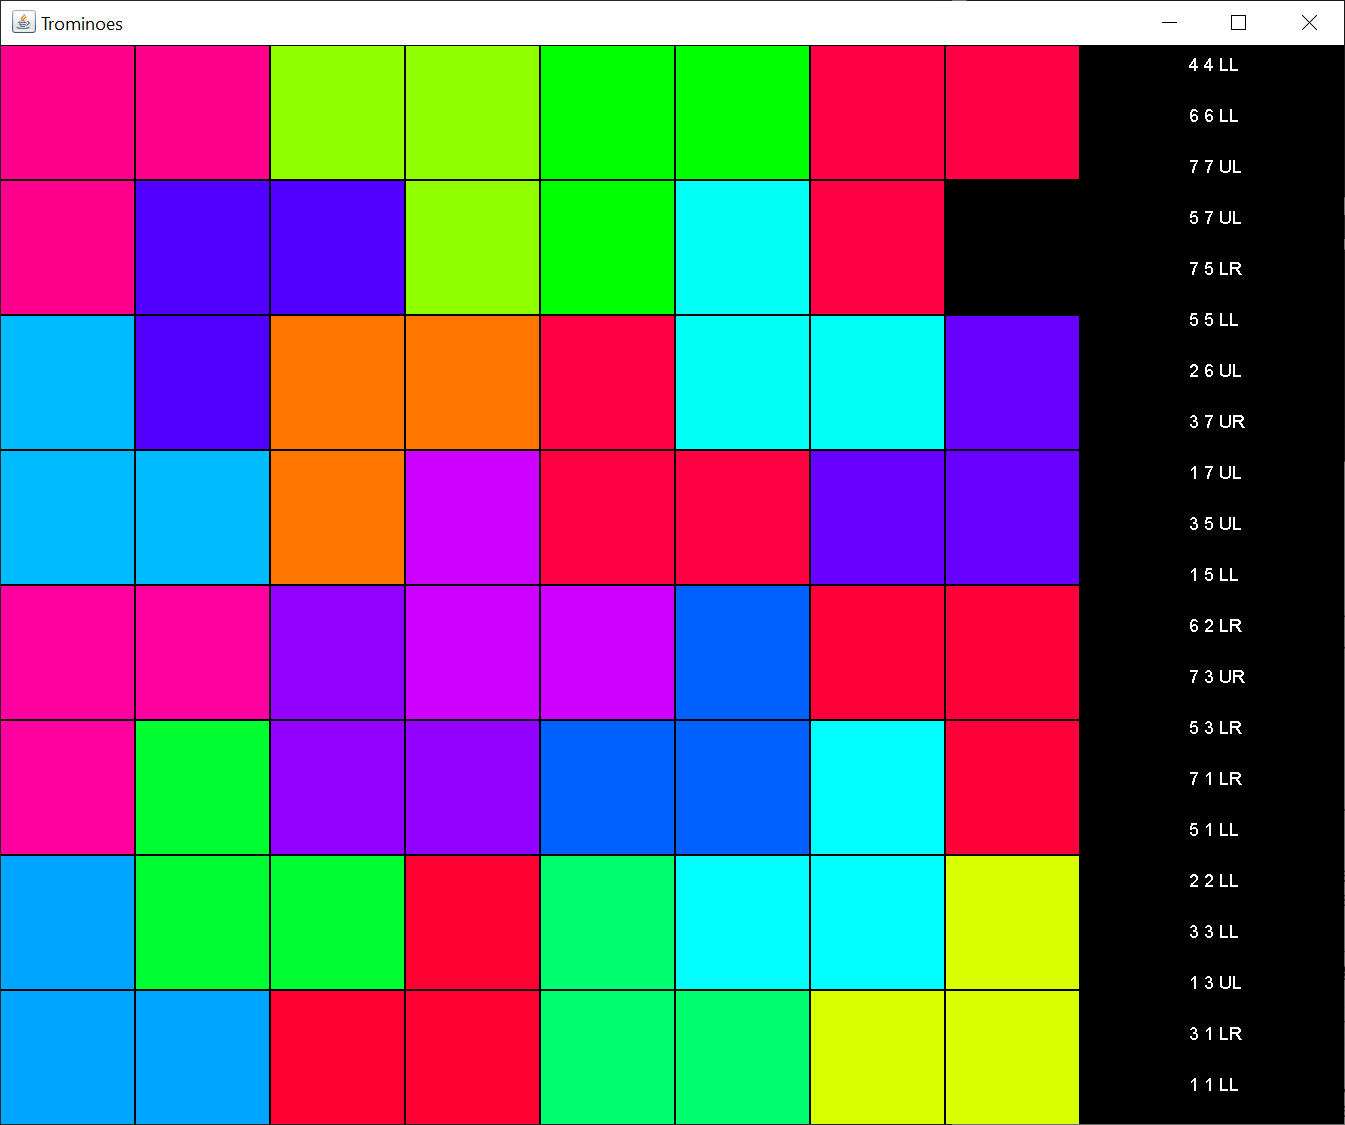 Trominoes
4 4 LL
6 6 LL
7 7 UL
5 7 UL
7 5 LR
5 5 LL
2 6 UL
3 7 UR
1 7 UL
3 5 UL
1 5 LL
6 2 LR
7 3 UR
5 3 LR
7 1 LR
5 1 LL
2 2 LL
3 3 LL
1 3 UL
3 1 LR
1 1 LL